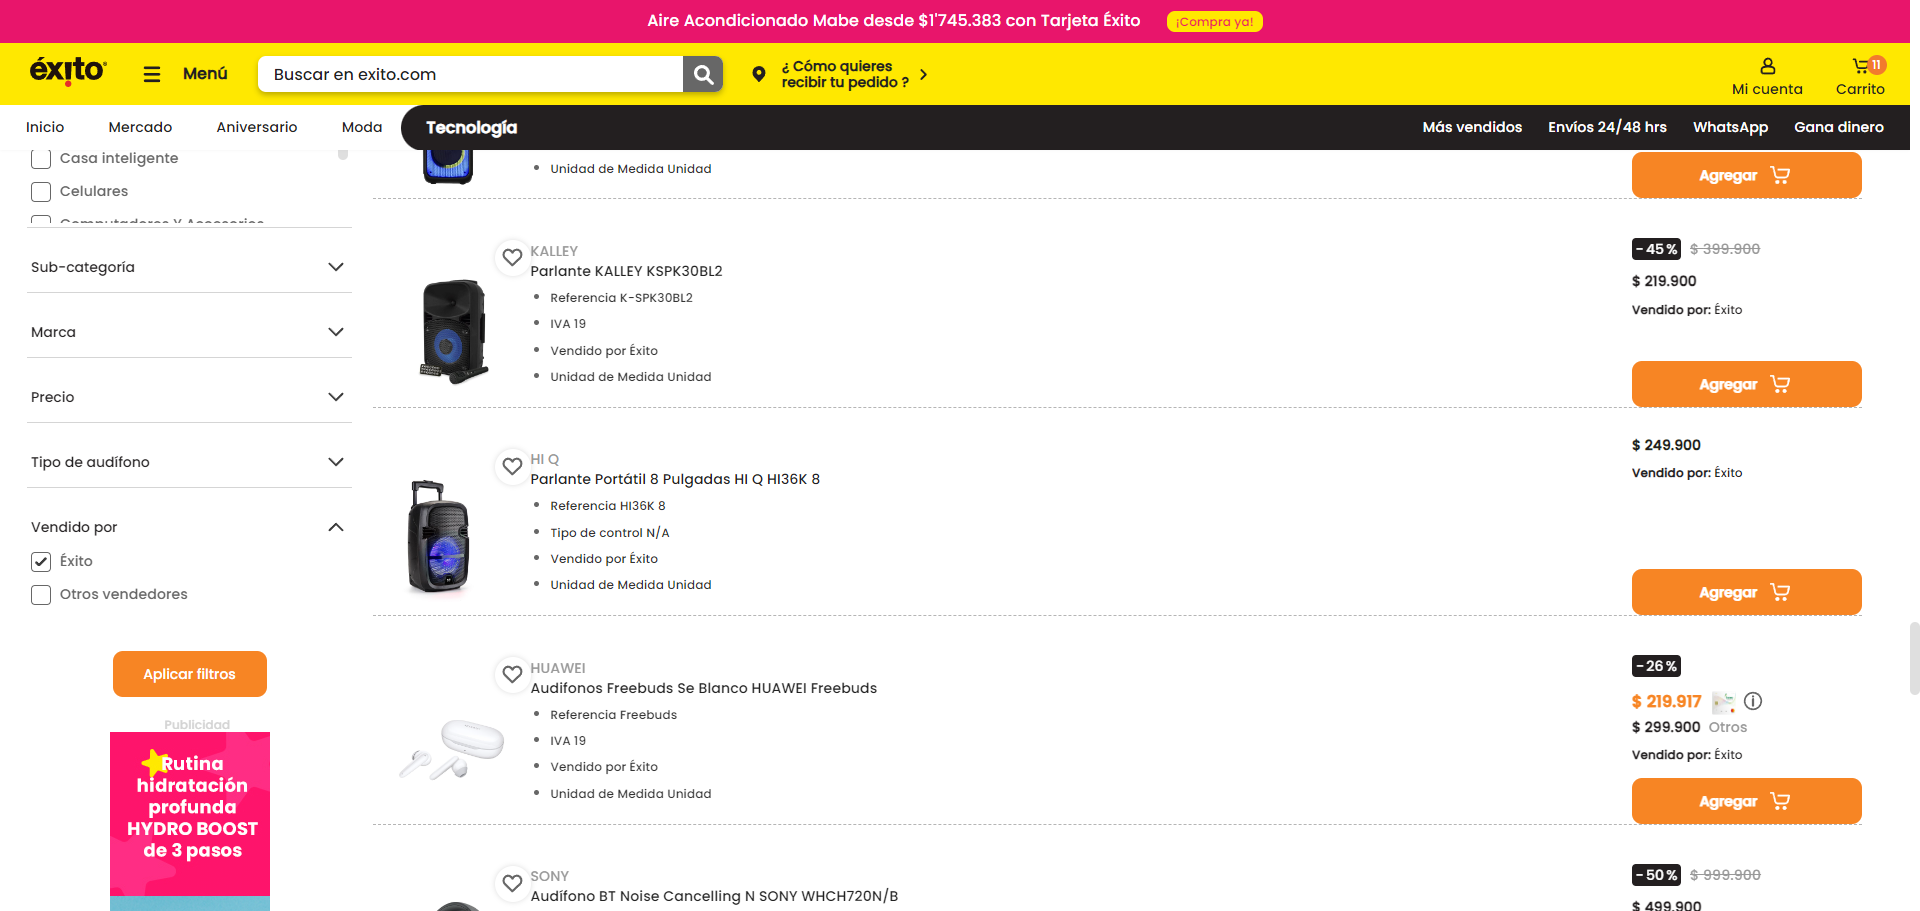 Aire Acondicionado Mabe desde $1'745.383 con Tarjeta Éxito
¡Compra ya!
éxito
Menú
Buscar en exito.com
¿ Cómo quieres
recibir tu pedido ?
Mi cuenta
11
Carrito
Inicio
Mercado
Aniversario
Moda
Tecnología
Más vendidos
Envíos 24/48 hrs
WhatsApp
Gana dinero
Casa inteligente
Celulares
Computadores Y Accesorios
Sub-categoría
Marca
Precio
Tipo de audífono
Vendido por
Éxito
Otros vendedores
Aplicar filtros
Publicidad
Rutina
hidratación
profunda
HYDRO BOOST
de 3 pasos
Unidad de Medida Unidad
Agregar
KALLEY
Parlante KALLEY KSPK30BL2
Referencia K-SPK30BL2
IVA 19
Vendido por Éxito
Unidad de Medida Unidad
-45%
$ 399.900
$ 219.900
Vendido por: Éxito
Agregar
HI Q
Parlante Portátil 8 Pulgadas HI Q HI36K 8
Referencia HI36K 8
Tipo de control N/A
Vendido por Éxito
Unidad de Medida Unidad
$ 249.900
Vendido por: Éxito
Agregar
HUAWEI
Audifonos Freebuds Se Blanco HUAWEI Freebuds
Referencia Freebuds
IVA 19
Vendido por Éxito
Unidad de Medida Unidad
-26%
$ 219.917
$ 299.900 Otros
Vendido por: Éxito
Agregar
SONY
Audífono BT Noise Cancelling N SONY WHCH720N/B
-50%
$ 999.900
$ 499.900